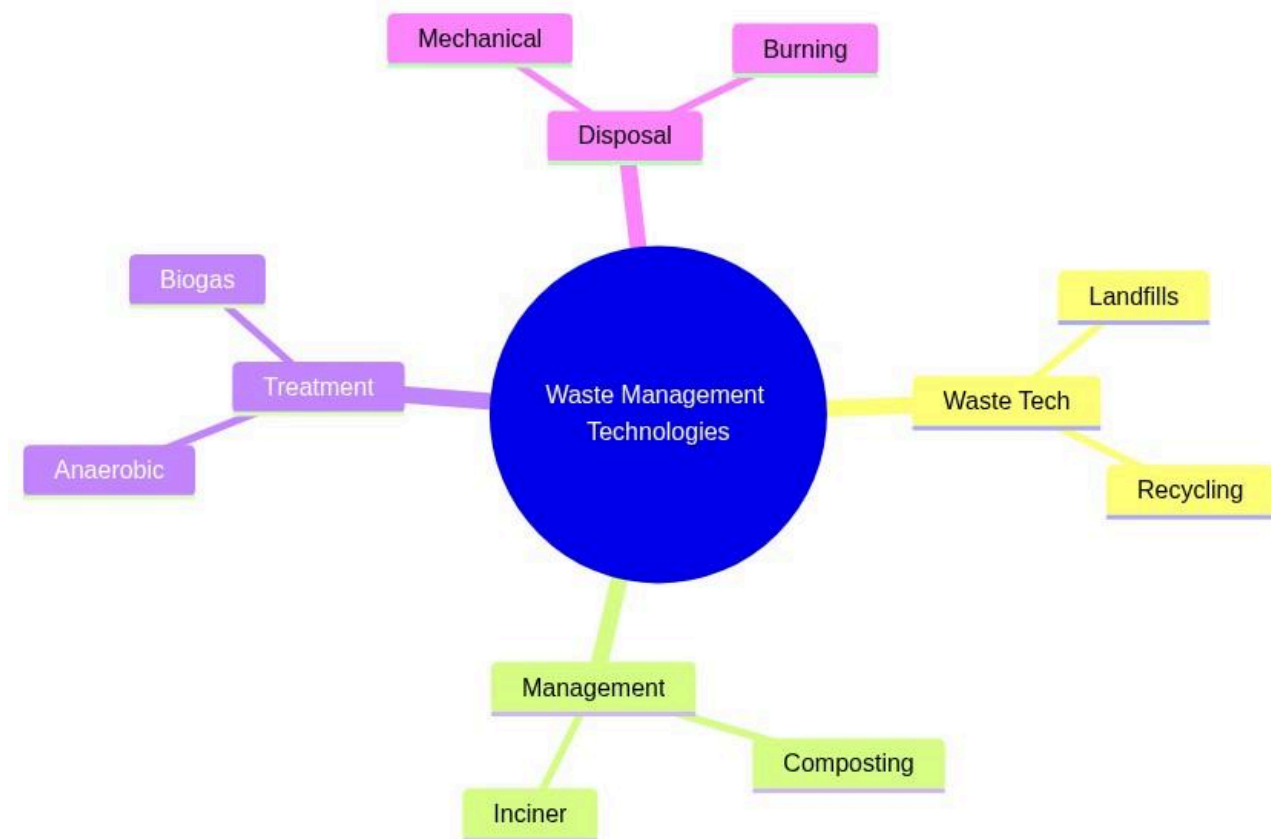 Mechanical
Burning
Disposal
Biogas
Treatment
Anaerobic
Waste Management
Technologies
Landfills
Waste Tech
Recycling
Management
Composting
Inciner